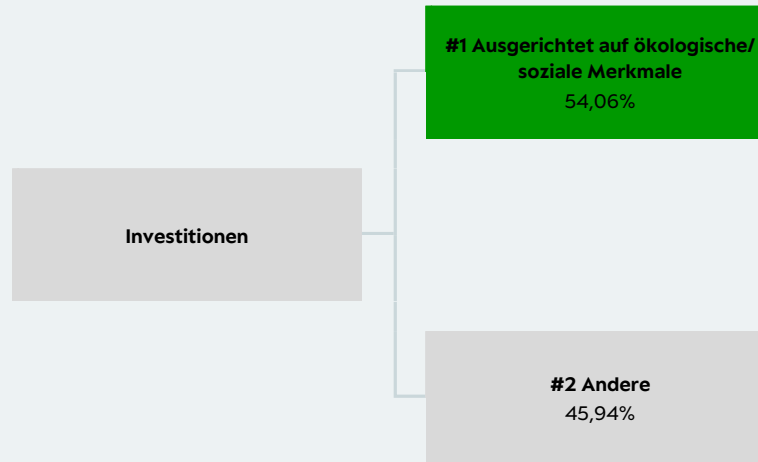 #1 Ausgerichtet auf ökologische/
soziale Merkmale
54,06%
Investitionen
#2 Andere
45,94%